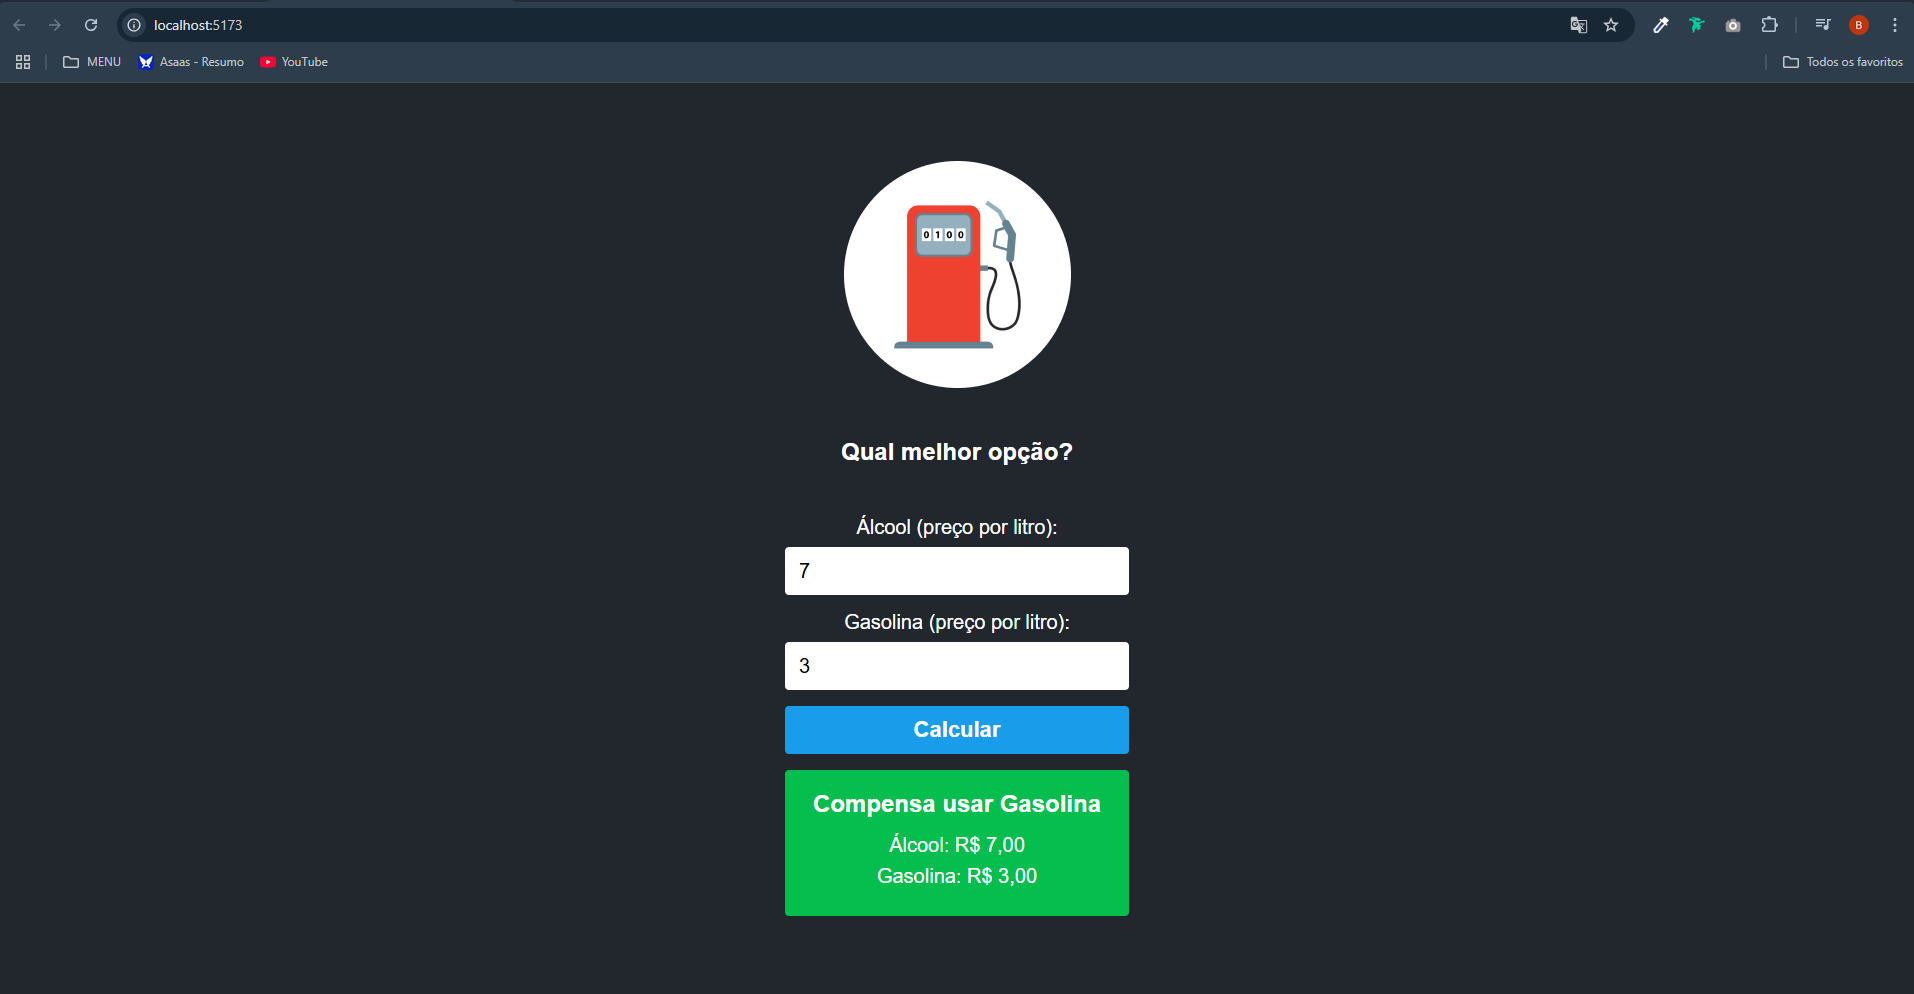 localhost:5173
B
MENU
Asaas - Resumo
YouTube
Todos os favoritos
0100
Qual melhor opção?
Álcool (preço por litro):
7
Gasolina (preço por litro):
3
Calcular
Compensa usar Gasolina
Álcool: R$ 7,00
Gasolina: R$ 3,00